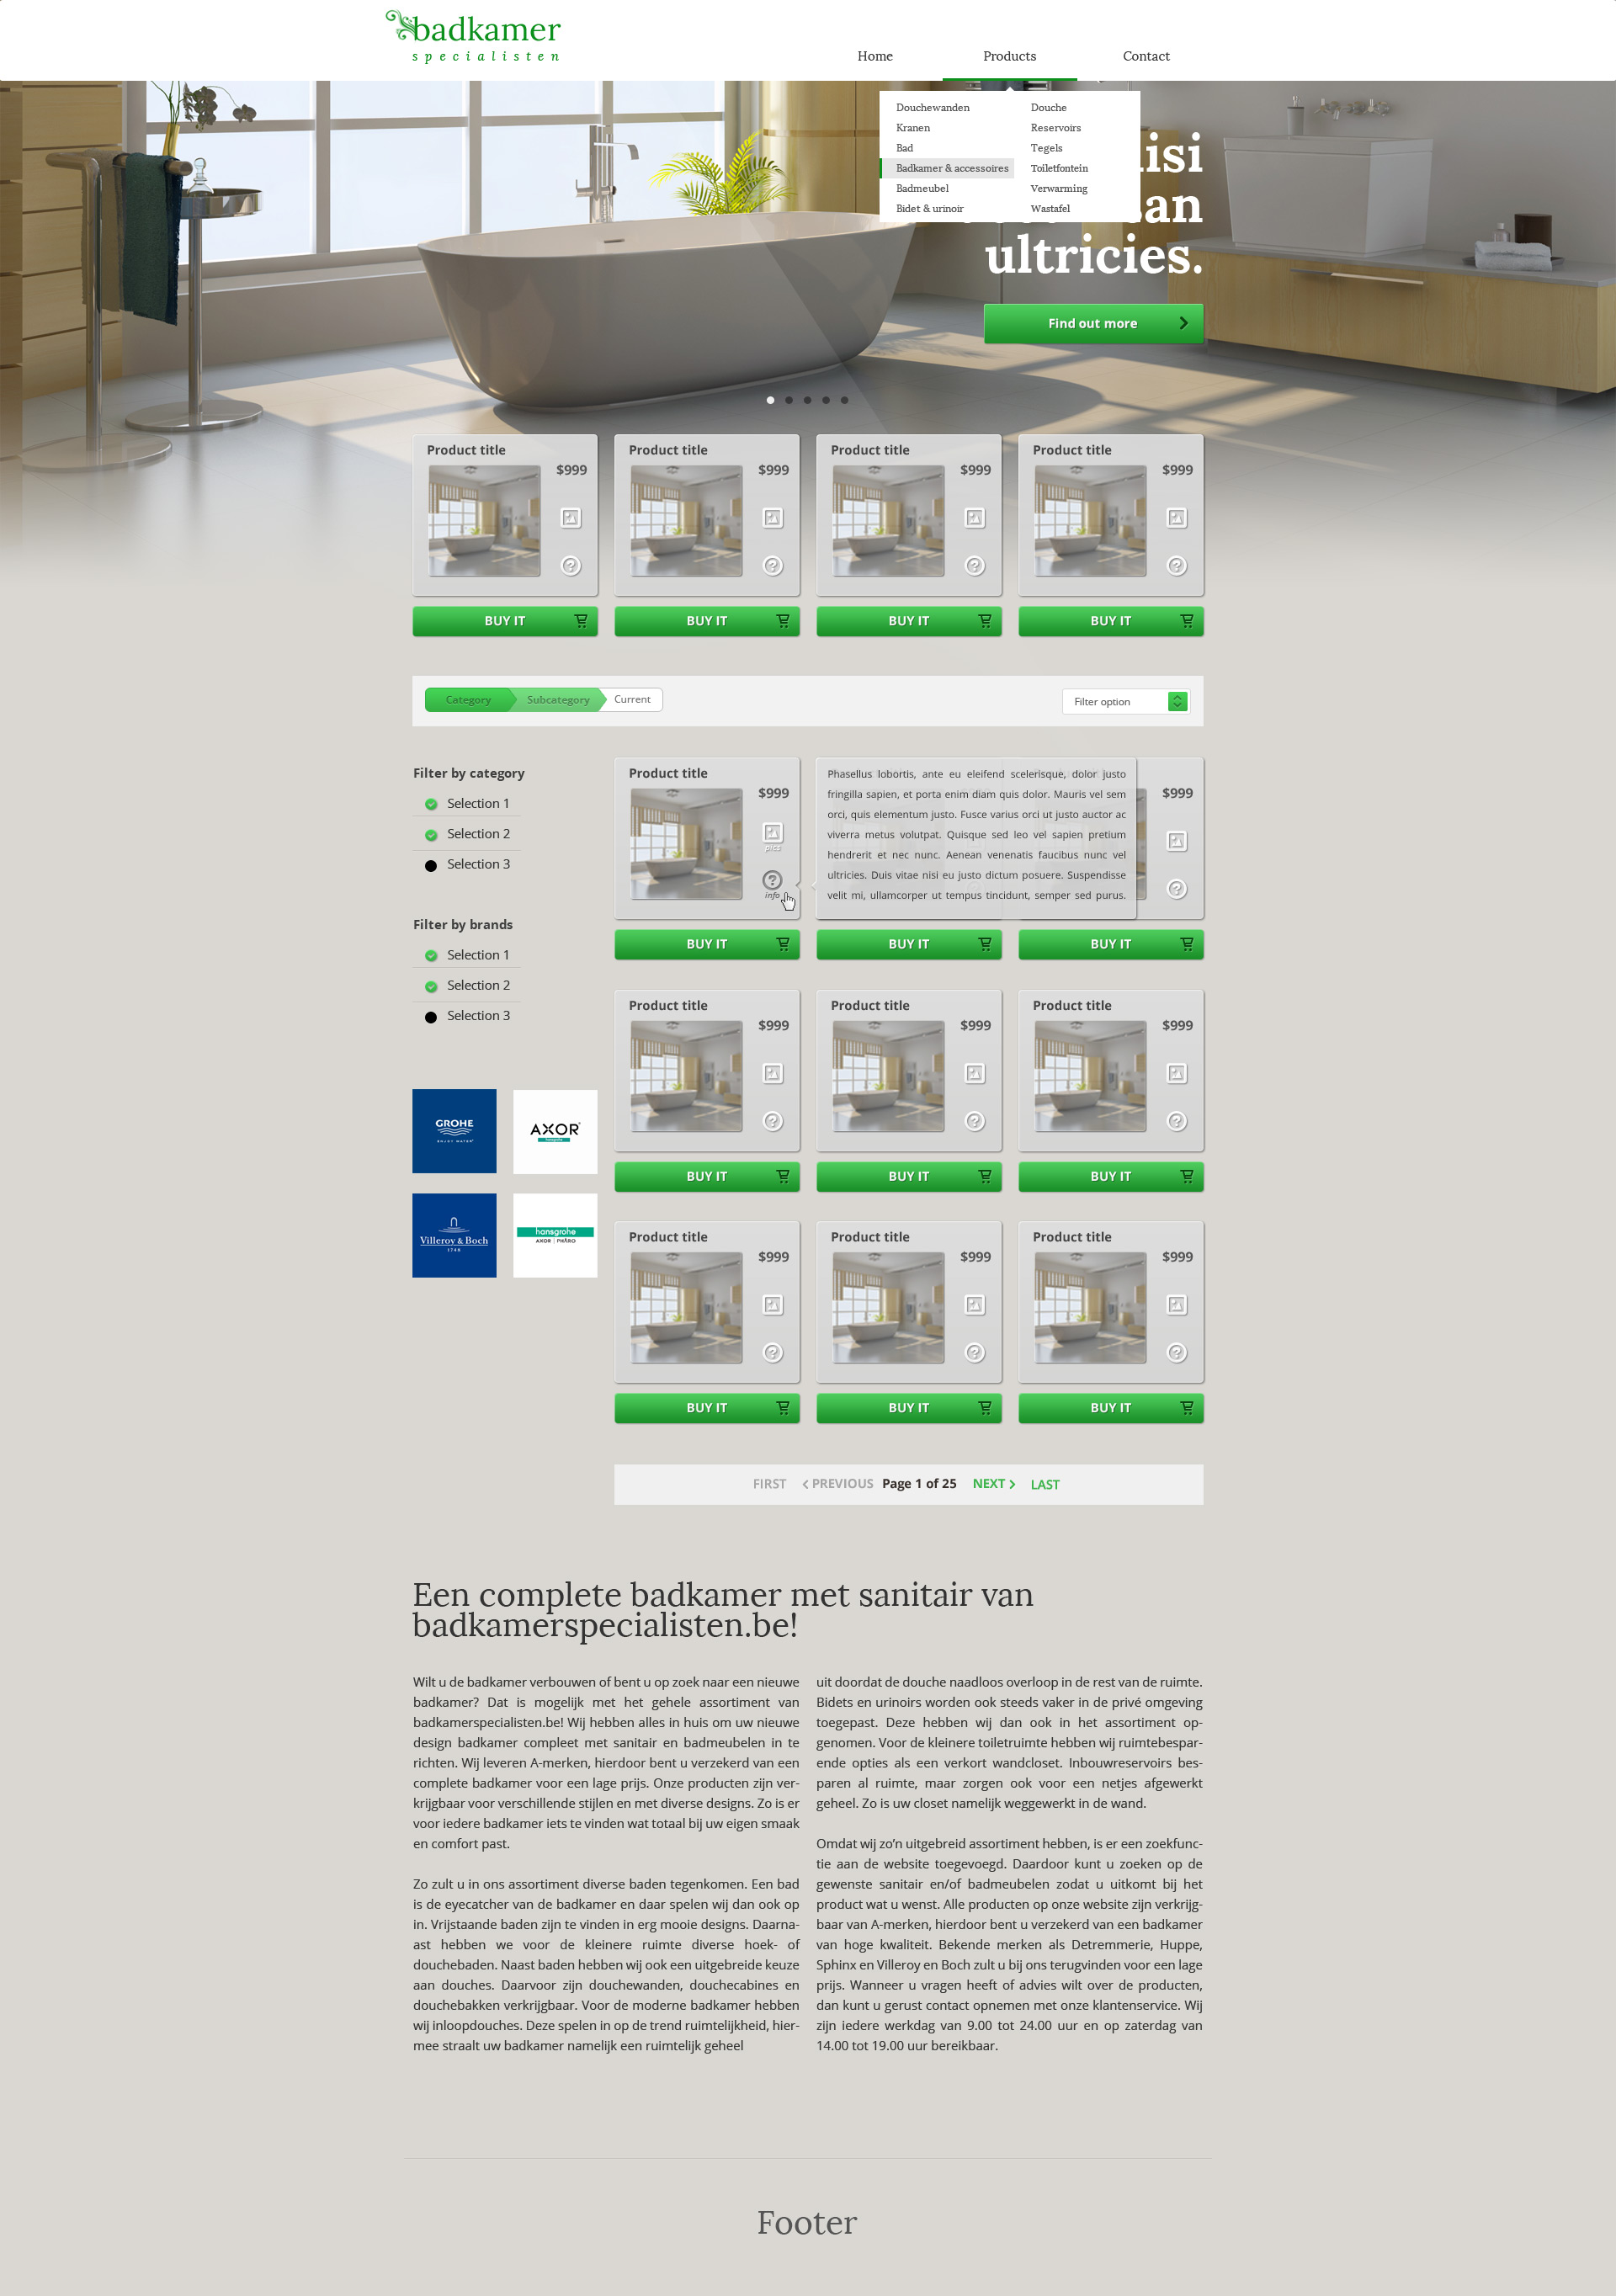 badkamer
specialisten
Home
Products
Contact
Douchewanden
Douche
Kranen
Reservoirs
Bad
Tegels
Badkamer & accessoires
Toiletfontein
Badmeubel
Verwarming
Bidet & urinoir
Wastafel
ultricies.
Find out more
Product title
$999
BUY IT
Product title
$999
BUY IT
Product title
$999
BUY IT
Product title
$999
BUY IT
Category
Subcategory
Current
Filter option
Filter by category
Selection 1
Selection 2
Selection 3
Filter by brands
Selection 1
Selection 2
Selection 3
GROHE
ENJOY WATER
AXOR
hansgrohe
Villeroy & Boch
1748
hansgrohe
AXOR | PHARO
Product title
$999
pics
info
Phasellus lobortis, ante eu eleifend scelerisque, dolor justo
fringilla sapien, et porta enim diam quis dolor. Mauris vel sem
orci, quis elementum justo. Fusce varius orci ut justo auctor ac
viverra metus volutpat. Quisque sed leo vel sapien pretium
hendrerit et nec nunc. Aenean venenatis faucibus nunc vel
ultricies. Duis vitae nisi eu justo dictum posuere. Suspendisse
velit mi, ullamcorper ut tempus tincidunt, semper sed purus.
$999
BUY IT
BUY IT
BUY IT
Product title
$999
BUY IT
Product title
$999
BUY IT
Product title
$999
BUY IT
Product title
$999
BUY IT
Product title
$999
BUY IT
Product title
$999
BUY IT
FIRST
PREVIOUS
Page 1 of 25
NEXT
LAST
Een complete badkamer met sanitair van
badkamerspecialisten.be!
Wilt u de badkamer verbouwen of bent u op zoek naar een nieuwe
badkamer? Dat is mogelijk met het gehele assortiment van
badkamerspecialisten.be! Wij hebben alles in huis om uw nieuwe
design badkamer compleet met sanitair en badmeubelen in te
richten. Wij leveren A-merken, hierdoor bent u verzekerd van een
complete badkamer voor een lage prijs. Onze producten zijn ver-
krijgbaar voor verschillende stijlen en met diverse designs. Zo is er
voor iedere badkamer iets te vinden wat totaal bij uw eigen smaak
en comfort past.
Zo zult u in ons assortiment diverse baden tegenkomen. Een bad
is de eyecatcher van de badkamer en daar spelen wij dan ook op
in. Vrijstaande baden zijn te vinden in erg mooie designs. Daarna-
ast hebben we voor de kleinere ruimte diverse hoek- of
douchebaden. Naast baden hebben wij ook een uitgebreide keuze
aan douches. Daarvoor zijn douchewanden, douchecabines en
douchebakken verkrijgbaar. Voor de moderne badkamer hebben
wij inloopdouches. Deze spelen in op de trend ruimtelijkheid, hier-
mee straalt uw badkamer namelijk een ruimtelijk geheel
uit doordat de douche naadloos overloop in de rest van de ruimte.
Bidets en urinoirs worden ook steeds vaker in de privé omgeving
toegepast. Deze hebben wij dan ook in het assortiment op-
genomen. Voor de kleinere toiletruimte hebben wij ruimtebespar-
ende opties als een verkort wandcloset. Inbouwreservoirs bes-
paren al ruimte, maar zorgen ook voor een netjes afgewerkt
geheel. Zo is uw closet namelijk weggewerkt in de wand.
Omdat wij zo'n uitgebreid assortiment hebben, is er een zoekfunc-
tie aan de website toegevoegd. Daardoor kunt u zoeken op de
gewenste sanitair en/of badmeubelen zodat u uitkomt bij het
product wat u wenst. Alle producten op onze website zijn verkrijg-
baar van A-merken, hierdoor bent u verzekerd van een badkamer
van hoge kwaliteit. Bekende merken als Detremmerie, Huppe,
Sphinx en Villeroy en Boch zult u bij ons terugvinden voor een lage
prijs. Wanneer u vragen heeft of advies wilt over de producten,
dan kunt u gerust contact opnemen met onze klantenservice. Wij
zijn iedere werkdag van 9.00 tot 24.00 uur en op zaterdag van
14.00 tot 19.00 uur bereikbaar.
Footer